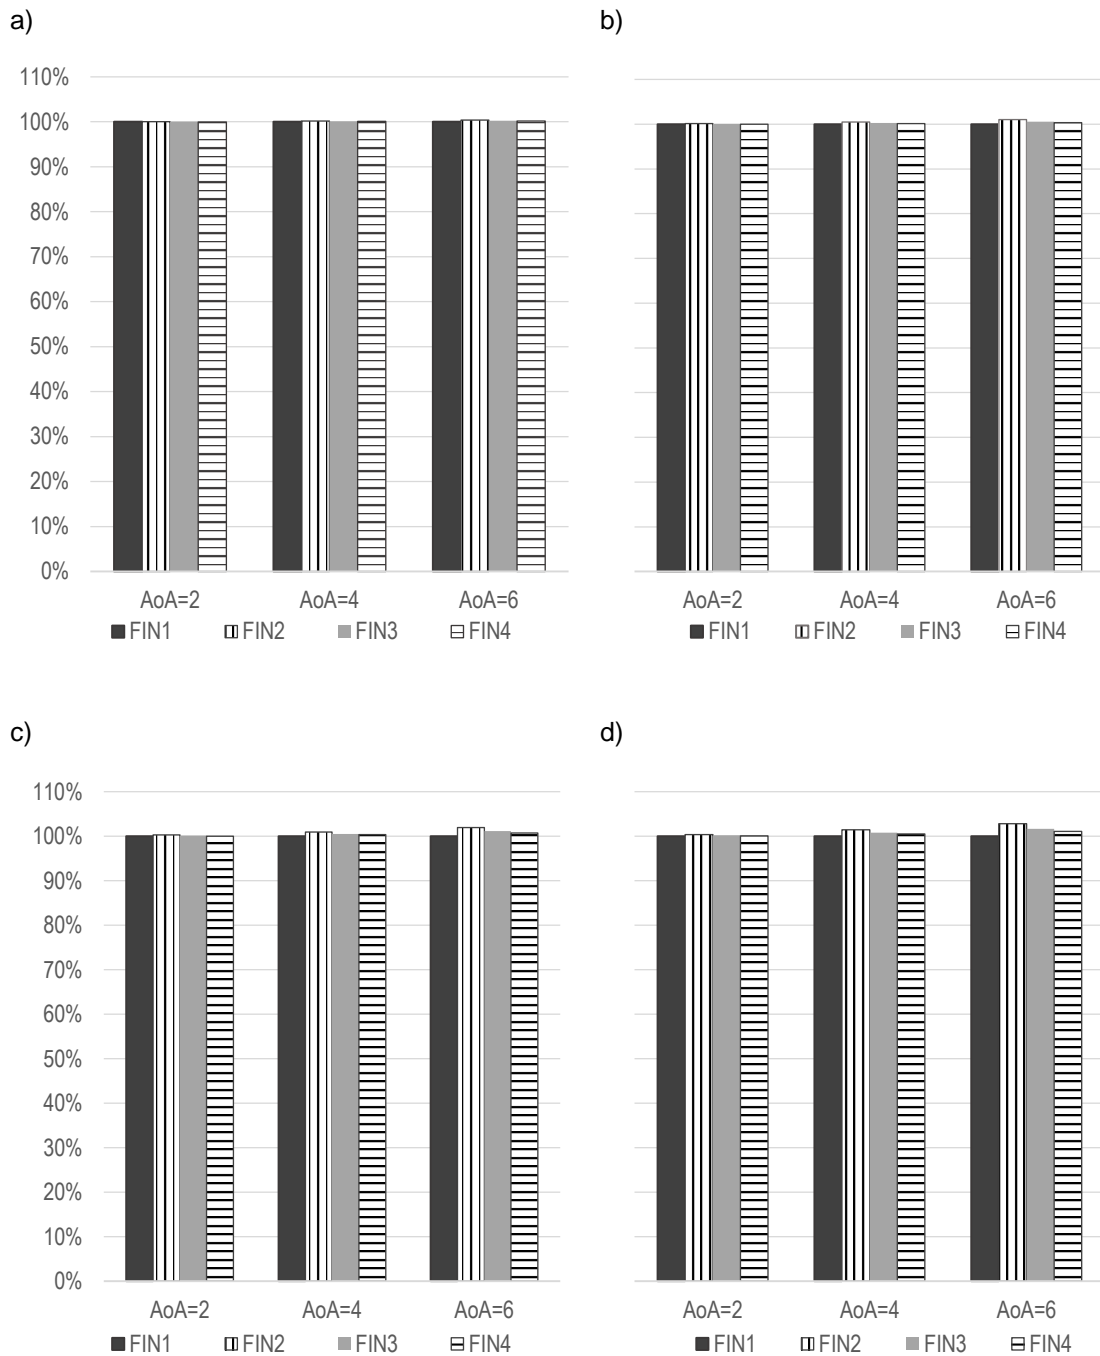 a)
b)
110%
100%
90%
80%
70%
60%
50%
40%
30%
20%
10%
0%
AoA=2 AoA=4 AoA=6
FIN1 FIN2 FIN3 FIN4
AoA=2 AoA=4 AoA=6
FIN1 FIN2 FIN3 FIN4
c)
d)
110%
100%
90%
80%
70%
60%
50%
40%
30%
20%
10%
0%
AoA=2 AoA=4 AoA=6
FIN1 FIN2 FIN3 FIN4
AoA=2 AoA=4 AoA=6
FIN1 FIN2 FIN3 FIN4